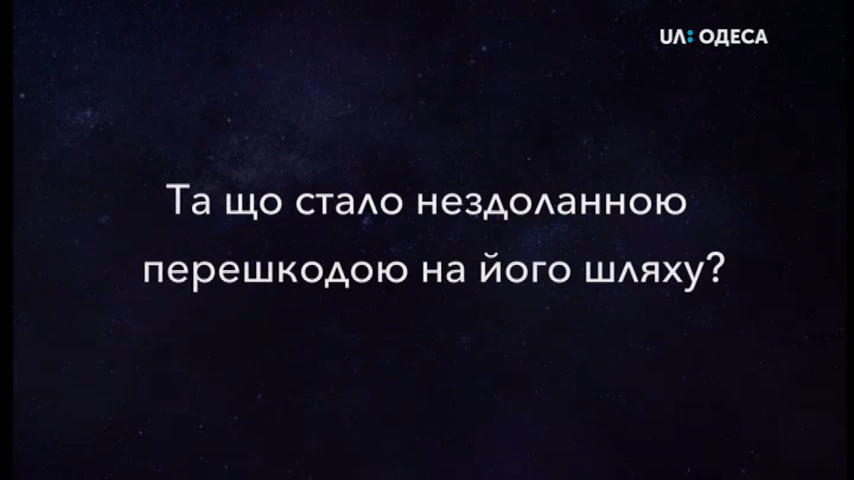 UA: ОДЕСА
Та що стало нездоланною
перешкодою на його шляху?